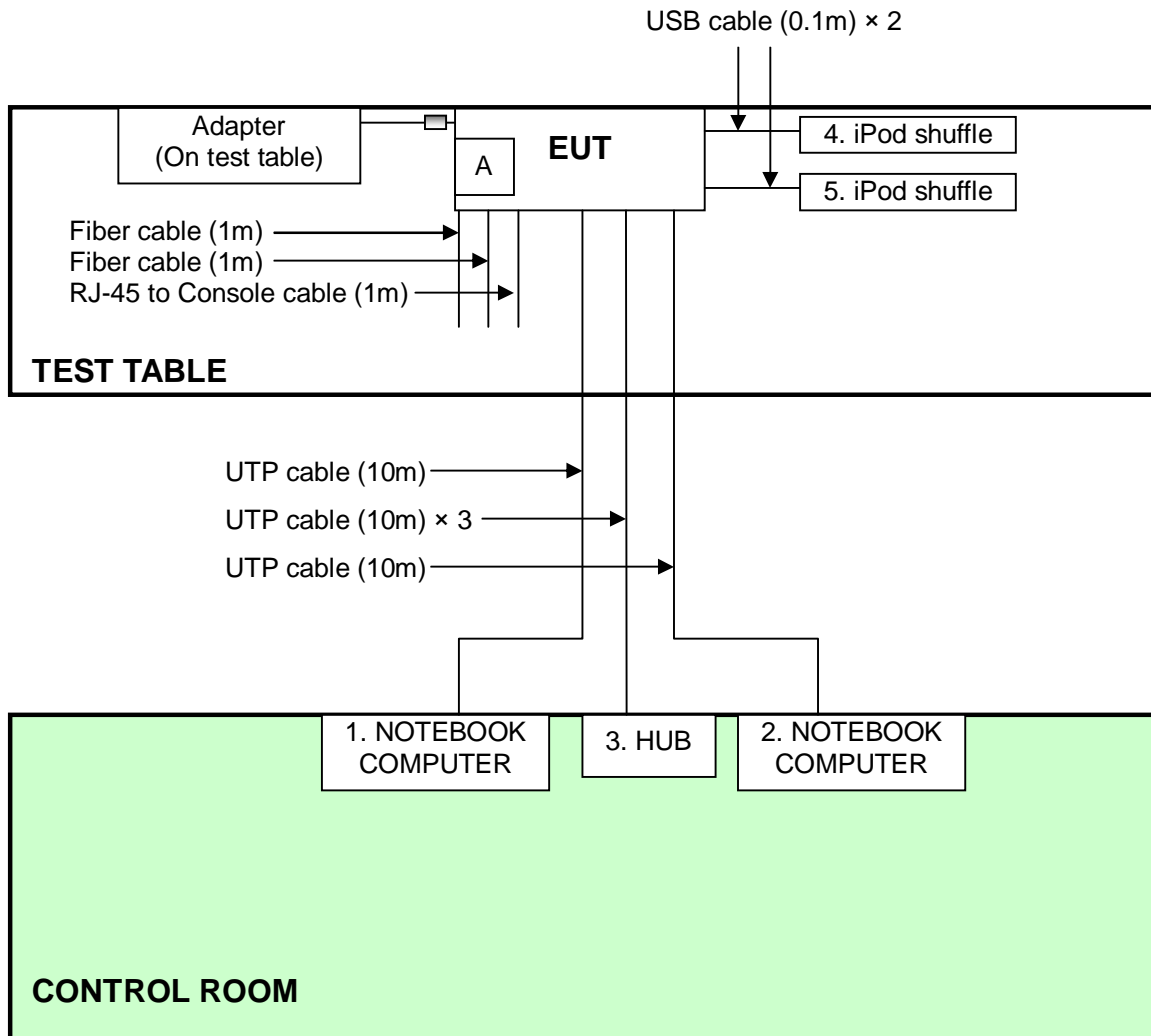 USB cable (0.1m) × 2
Adapter
(On test table)
EUT
A
4. iPod shuffle
5. iPod shuffle
Fiber cable (1m)
Fiber cable (1m)
RJ-45 to Console cable (1m)
TEST TABLE
UTP cable (10m)
UTP cable (10m) × 3
UTP cable (10m)
1. NOTEBOOK
COMPUTER
3. HUB
2. NOTEBOOK
COMPUTER
CONTROL ROOM